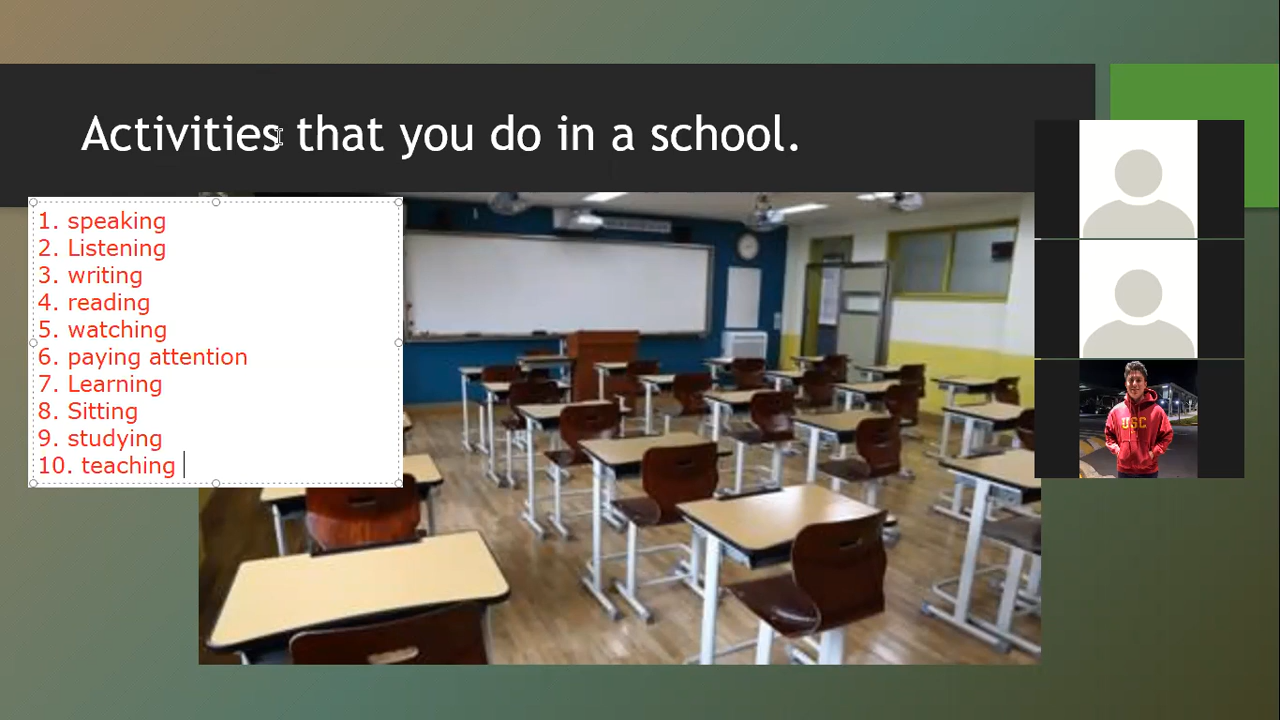 Activities that you do in a school.
1. speaking
2. Listening
3. writing
4. reading
5. watching
6. paying attention
7. Learning
8. Sitting
9. studying
10. teaching
USC